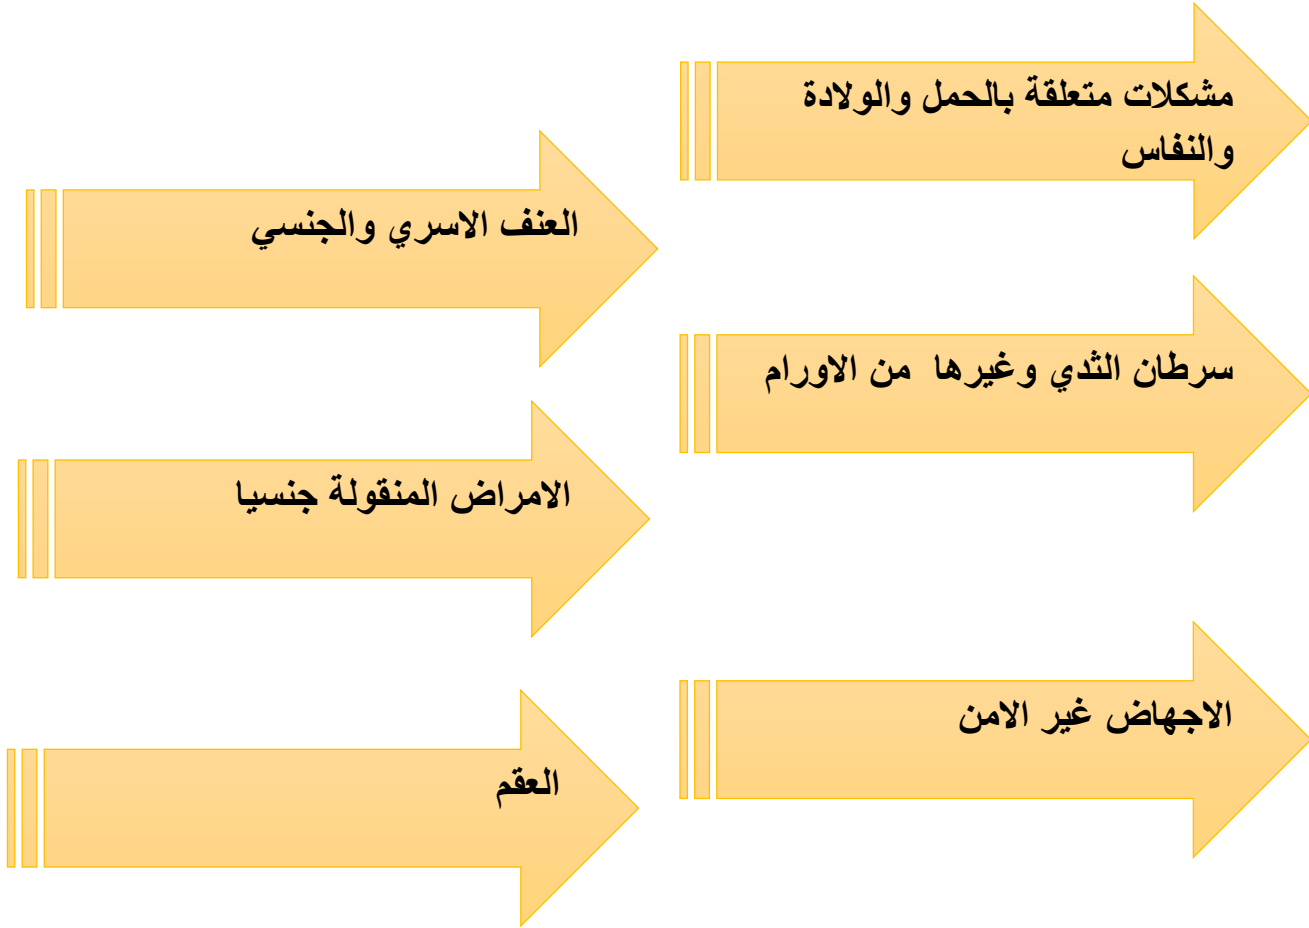 مشكلات متعلقة بالحمل والولادة
والنفاس
العنف الاسري والجنسي
سرطان الثدي وغيرها من الاورام
الامراض المنقولة جنسيا
الاجهاض غير الامن
العقم